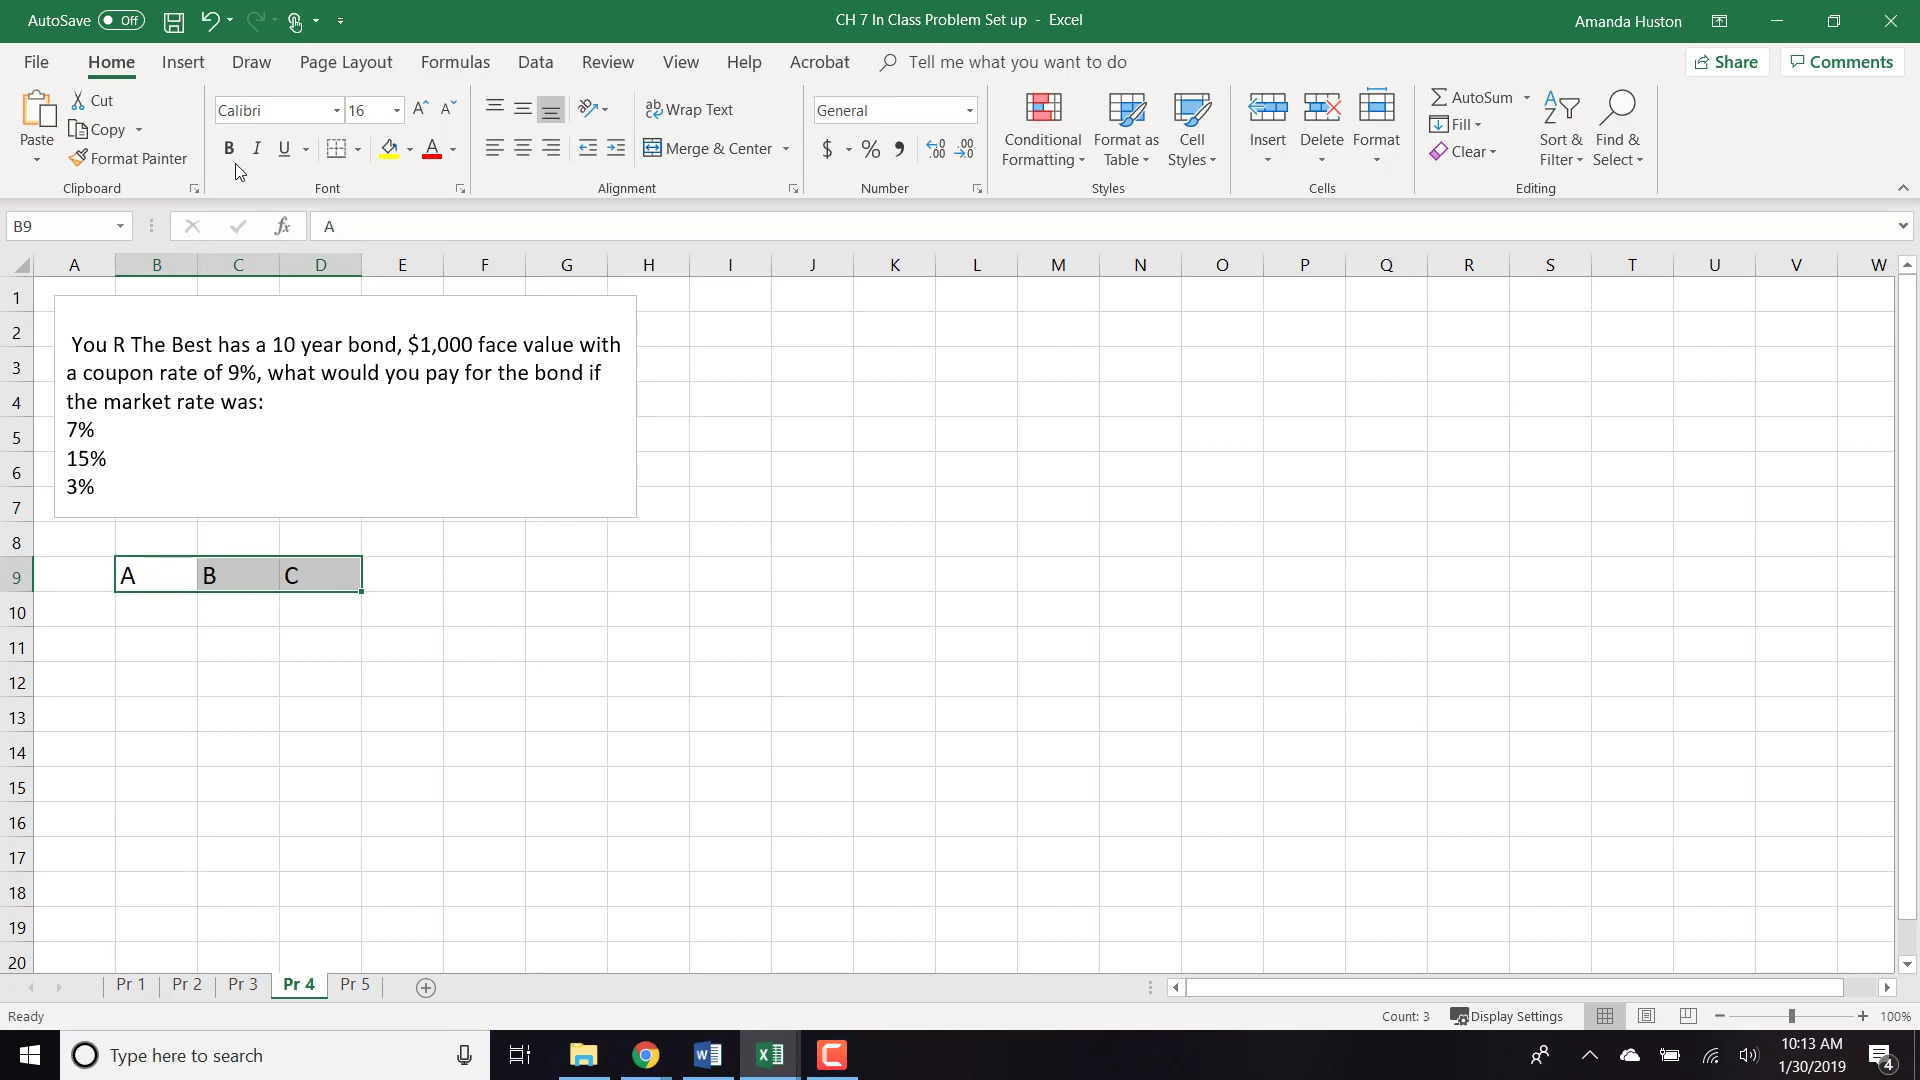 AutoSave Off CH 7 In Class Problem Set up - Excel Amanda Huston
File Home Insert Draw Page Layout Formulas Data Review View Help Acrobat Tell me what you want to do Share Comments
Paste Cut Copy Format Painter Clipboard
Calibri 16 B I U A Font
ab Wrap Text Merge & Center Alignment
General $ % , .00 Number
Conditional Formatting Format as Table Cell Styles Styles
Insert Delete Format Cells
AutoSum Fill Clear Sort & Filter Find & Select Editing
B9 fx A
A B C D E F G H I J K L M N O P Q R S T U V W
1
2
3
4
5
6
7
8
9
10
11
12
13
14
15
16
17
18
19
20
You R The Best has a 10 year bond, $1,000 face value with
a coupon rate of 9%, what would you pay for the bond if
the market rate was:
7%
15%
3%
A B C
Pr 1 Pr 2 Pr 3 Pr 4 Pr 5
Ready Count: 3 Display Settings 100%
Type here to search 10:13 AM
1/30/2019 4